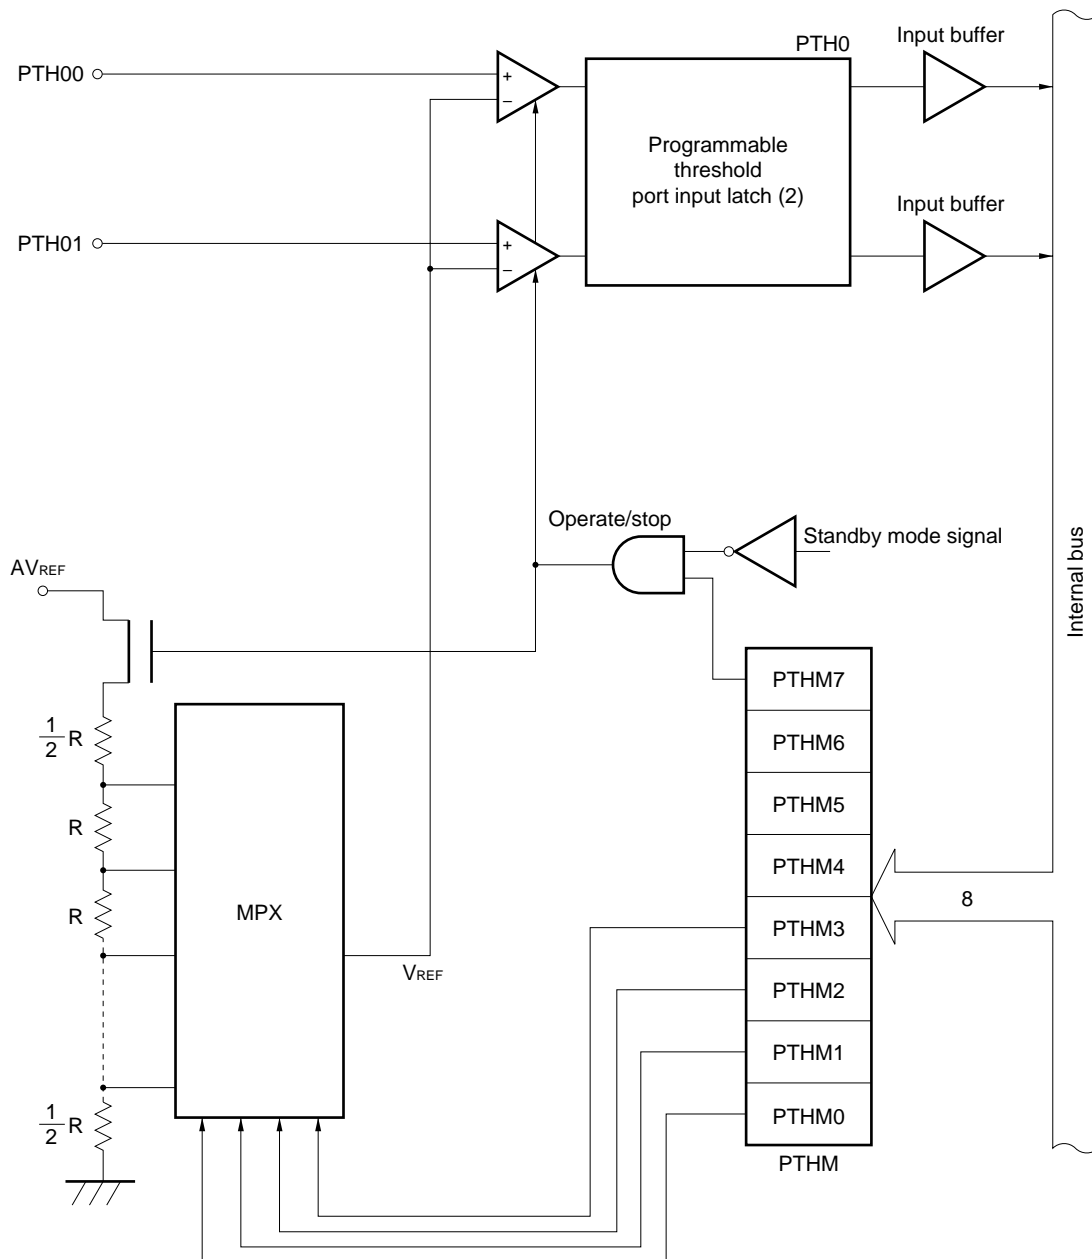 PTH0
Input buffer
PTH00
+
−
Programmable
threshold
port input latch (2)
Input buffer
PTH01
+
−
Operate/stop
Standby mode signal
Internal bus
AVREF
PTHM7
1/2 R
PTHM6
R
PTHM5
PTHM4
R
MPX
8
PTHM3
VREF
PTHM2
PTHM1
1/2 R
PTHM0
PTHM